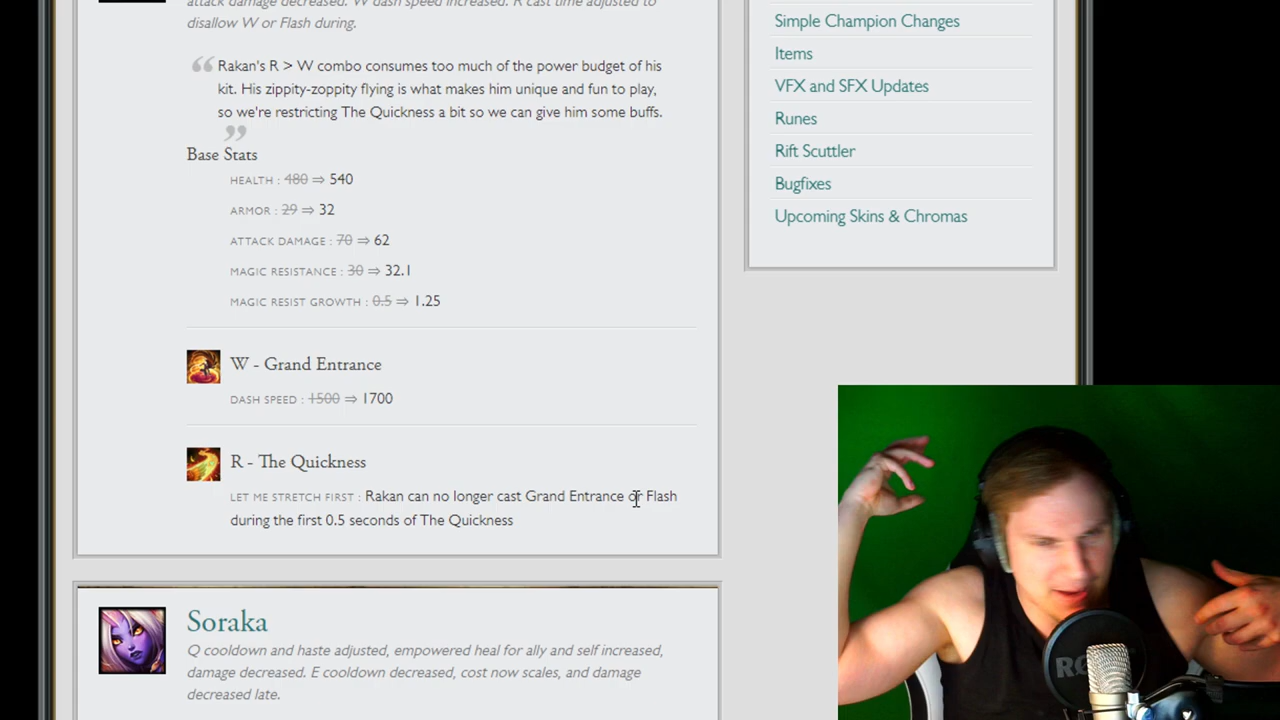 attack damage decreased. W dash speed increased. R cast time adjusted to
disallow W or Flash during.
“ Rakan's R > W combo consumes too much of the power budget of his
kit. His zippity-zoppity flying is what makes him unique and fun to play,
so we're restricting The Quickness a bit so we can give him some buffs.
”
Base Stats
HEALTH : 480 ⇒ 540
ARMOR : 29 ⇒ 32
ATTACK DAMAGE : 70 ⇒ 62
MAGIC RESISTANCE : 30 ⇒ 32.1
MAGIC RESIST GROWTH : 0.5 ⇒ 1.25
W - Grand Entrance
DASH SPEED : 1500 ⇒ 1700
R - The Quickness
LET ME STRETCH FIRST : Rakan can no longer cast Grand Entrance or Flash
during the first 0.5 seconds of The Quickness
Soraka
Q cooldown and haste adjusted, empowered heal for ally and self increased,
damage decreased. E cooldown decreased, cost now scales, and damage
decreased late.
Simple Champion Changes
Items
VFX and SFX Updates
Runes
Rift Scuttler
Bugfixes
Upcoming Skins & Chromas